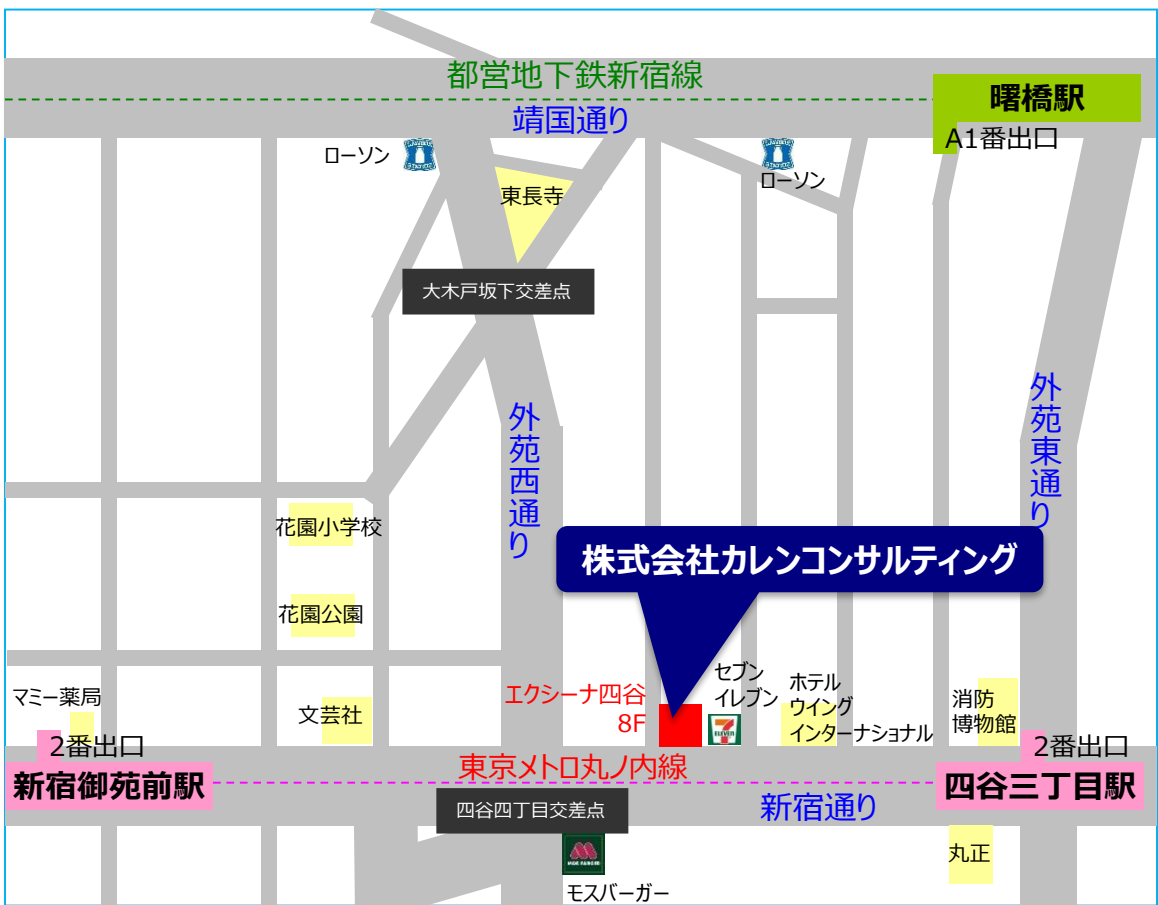 都営地下鉄新宿線
靖国通り
曙橋駅
A1番出口
ローソン
ローソン
東長寺
大木戸坂下交差点
外苑西通り
外苑東通り
花園小学校
株式会社カレンコンサルティング
花園公園
マミー薬局
文芸社
エクシーナ四谷
8F
セブン
イレブン
7
ELEVEN
ホテル
ウイング
インターナショナル
消防
博物館
2番出口
新宿御苑前駅
東京メトロ丸ノ内線
2番出口
四谷三丁目駅
四谷四丁目交差点
新宿通り
MOS BURGER
モスバーガー
丸正